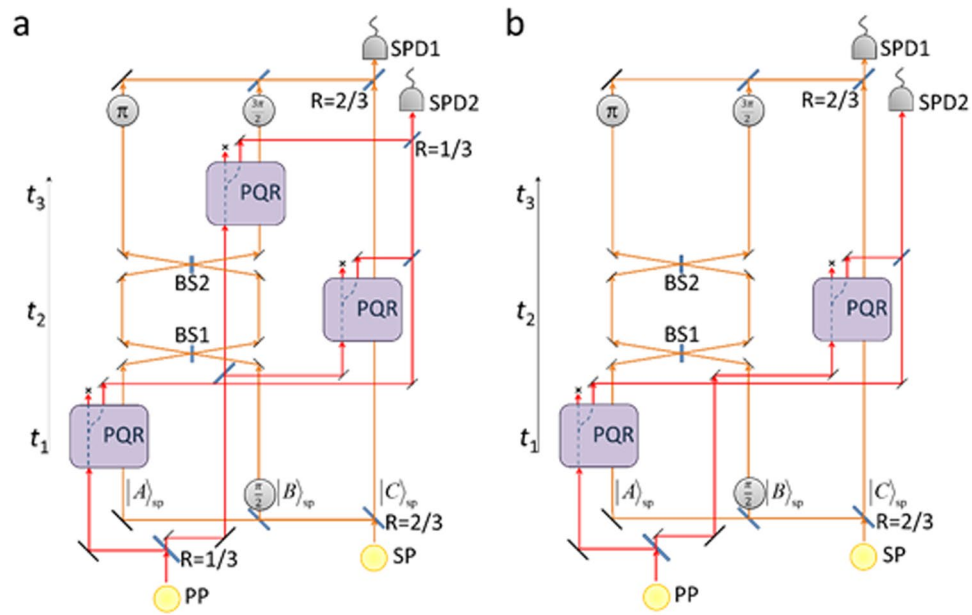 a
SPD1
SPD2
R=2/3
π
3π/2
R=1/3
PQR
t3
BS2
PQR
t2
BS1
PQR
t1
|A⟩sp
π/2
|B⟩sp
|C⟩sp
R=2/3
R=1/3
SP
PP
b
SPD1
SPD2
R=2/3
π
3π/2
t3
BS2
PQR
t2
BS1
PQR
t1
|A⟩sp
π/2
|B⟩sp
|C⟩sp
R=2/3
SP
PP